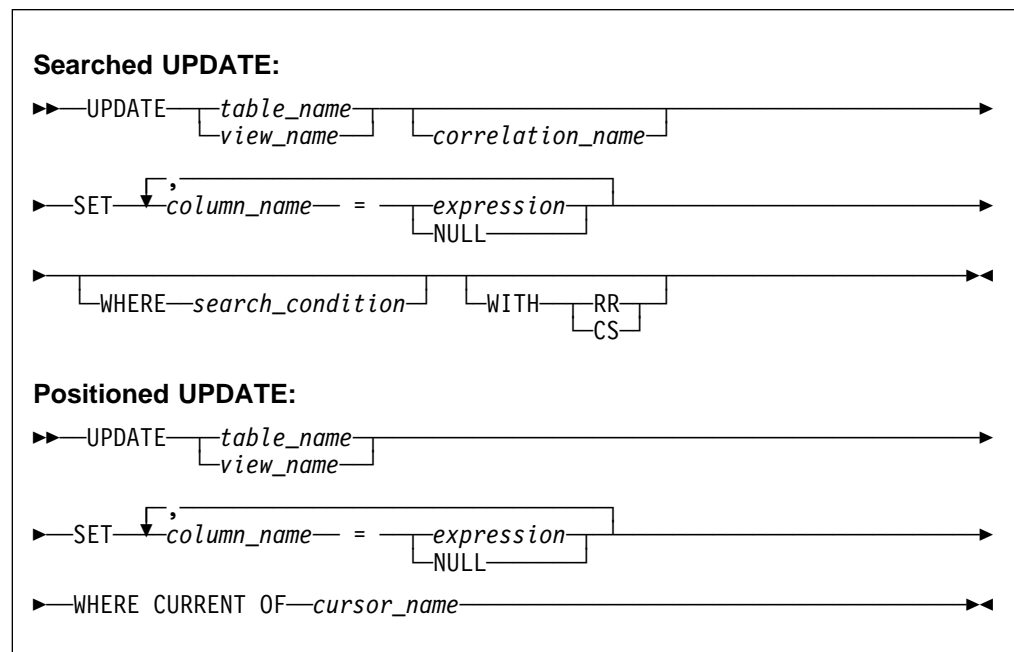 Searched UPDATE:
UPDATE table_name correlation_name
view_name
,
SET column_name = expression
NULL
WHERE search_condition WITH RR
CS
Positioned UPDATE:
UPDATE table_name
view_name
,
SET column_name = expression
NULL
WHERE CURRENT OF cursor_name